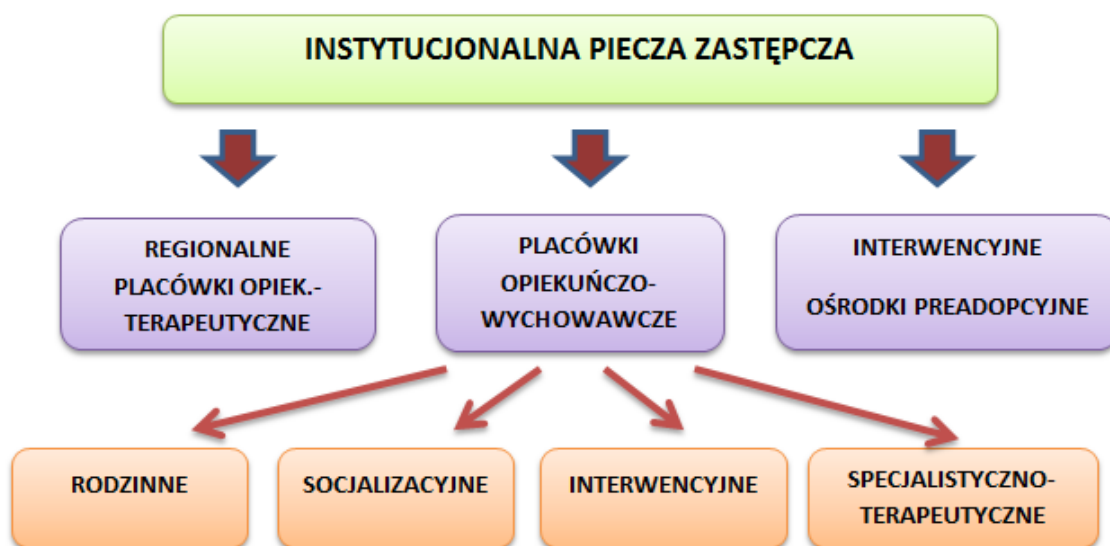 INSTYTUCJONALNA PIECZA ZASTĘPCZA
REGIONALNE
PLACÓWKI OPIEK.-
TERAPEUTYCZNE
PLACÓWKI
OPIEKUŃCZO-
WYCHOWAWCZE
INTERWENCYJNE
OŚRODKI PREADOPCYJNE
RODZINNE
SOCJALIZACYJNE
INTERWENCYJNE
SPECJALISTYCZNO-
TERAPEUTYCZNE